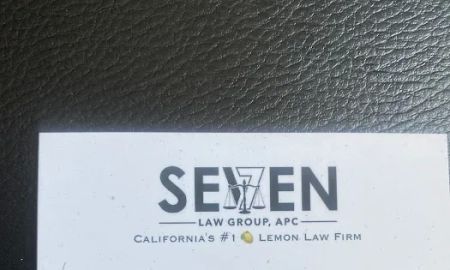 SEVEN
LAW GROUP, APC
CALIFORNIA'S #1 🍋 LEMON LAW FIRM